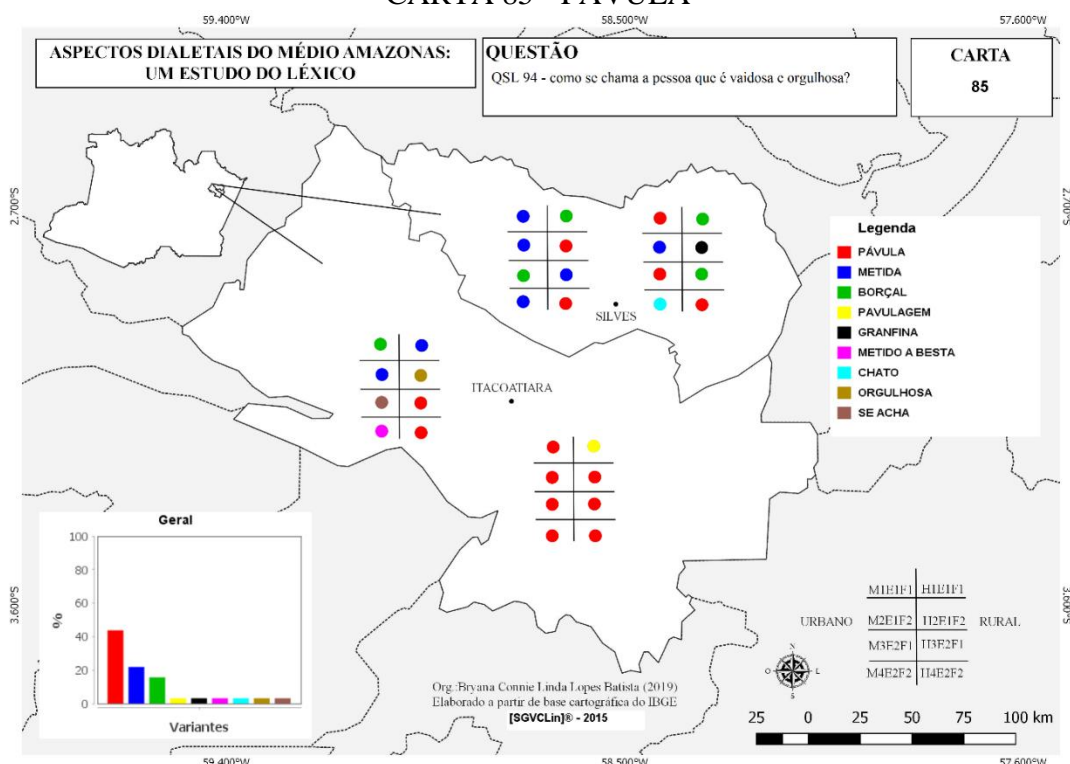 CARTA 85 - PÁVULA
59.400°W 58.500°W 57.600°W
ASPECTOS DIALETAIS DO MÉDIO AMAZONAS:
UM ESTUDO DO LÉXICO
QUESTÃO
QSL 94 - como se chama a pessoa que é vaidosa e orgulhosa?
CARTA
85
2.700°S
2.700°S
Legenda
PÁVULA
METIDA
BORÇAL
PAVULAGEM
GRANFINA
METIDO A BESTA
CHATO
ORGULHOSA
SE ACHA
SILVES
ITACOATIARA
Geral
100
80
60
40
20
0
%
Variantes
3.600°S
3.600°S
M1E1F1 H1E1F1
URBANO M2E1F2 H2E1F2 RURAL
M3E2F1 H3E2F1
M4E2F2 H4E2F2
N
O L
S
Org.:Bryana Connie Linda Lopes Batista (2019)
Elaborado a partir de base cartográfica do IBGE
[SGVCLin]® - 2015
25 0 25 50 75 100 km
59.400°W 58.500°W 57.600°W